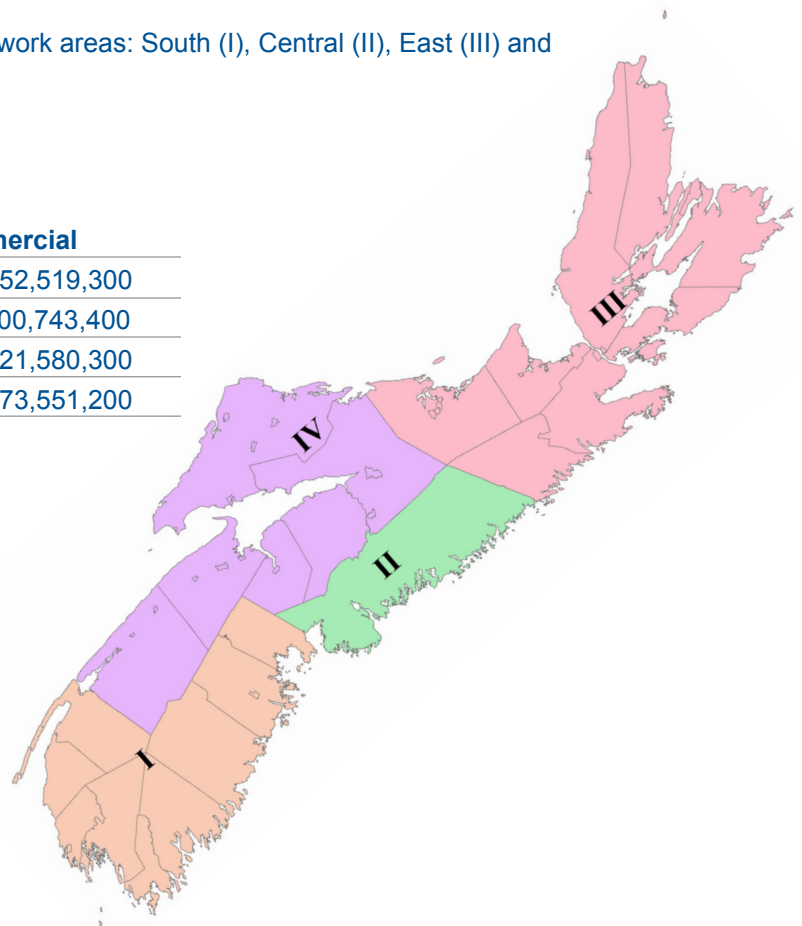 work areas: South (I), Central (II), East (III) and
52,519,300
00,743,400
21,580,300
73,551,200
III
IV
II
I